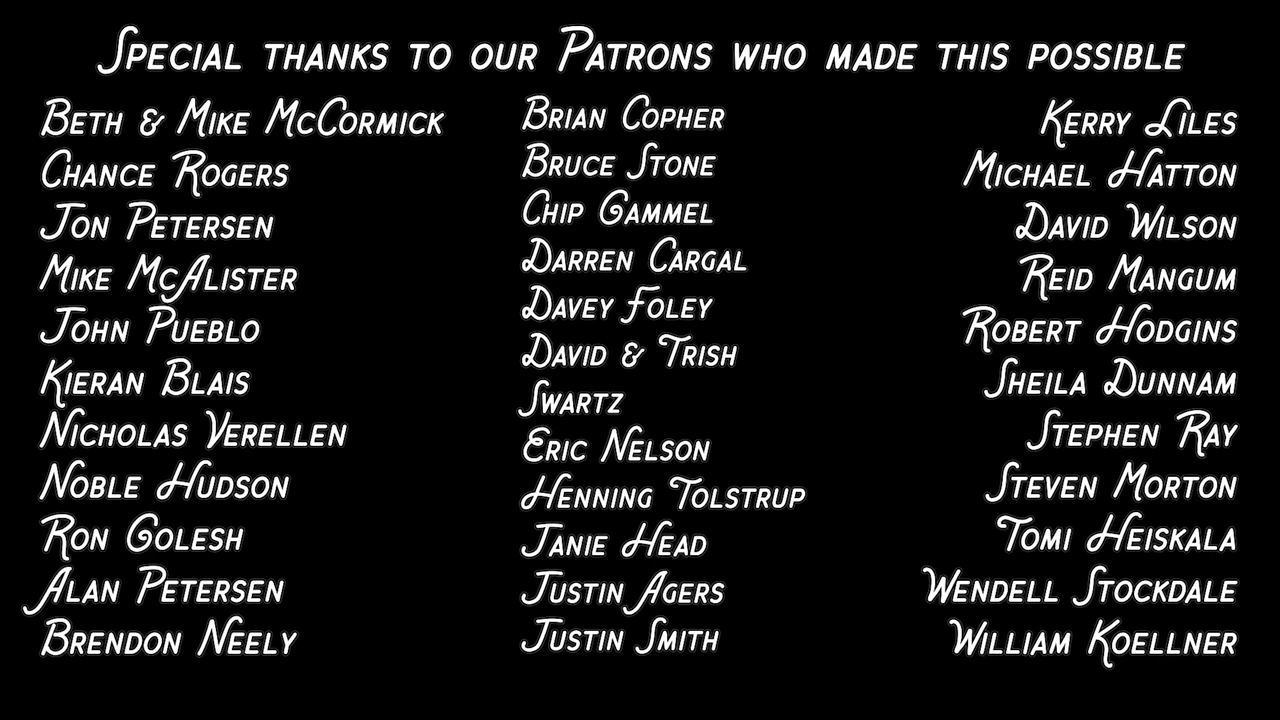 Special thanks to our Patrons who made this possible
Beth & Mike McCormick
Chance Rogers
Jon Petersen
Mike McAlister
John Pueblo
Kieran Blais
Nicholas Verellen
Noble Hudson
Ron Golesh
Alan Petersen
Brendon Neely
Brian Copher
Bruce Stone
Chip Gammel
Darren Cargal
Davey Foley
David & Trish
Swartz
Eric Nelson
Henning Tolstrup
Janie Head
Justin Agers
Justin Smith
Kerry Liles
Michael Hatton
David Wilson
Reid Mangum
Robert Hodgins
Sheila Dunnam
Stephen Ray
Steven Morton
Tomi Heiskala
Wendell Stockdale
William Koellner